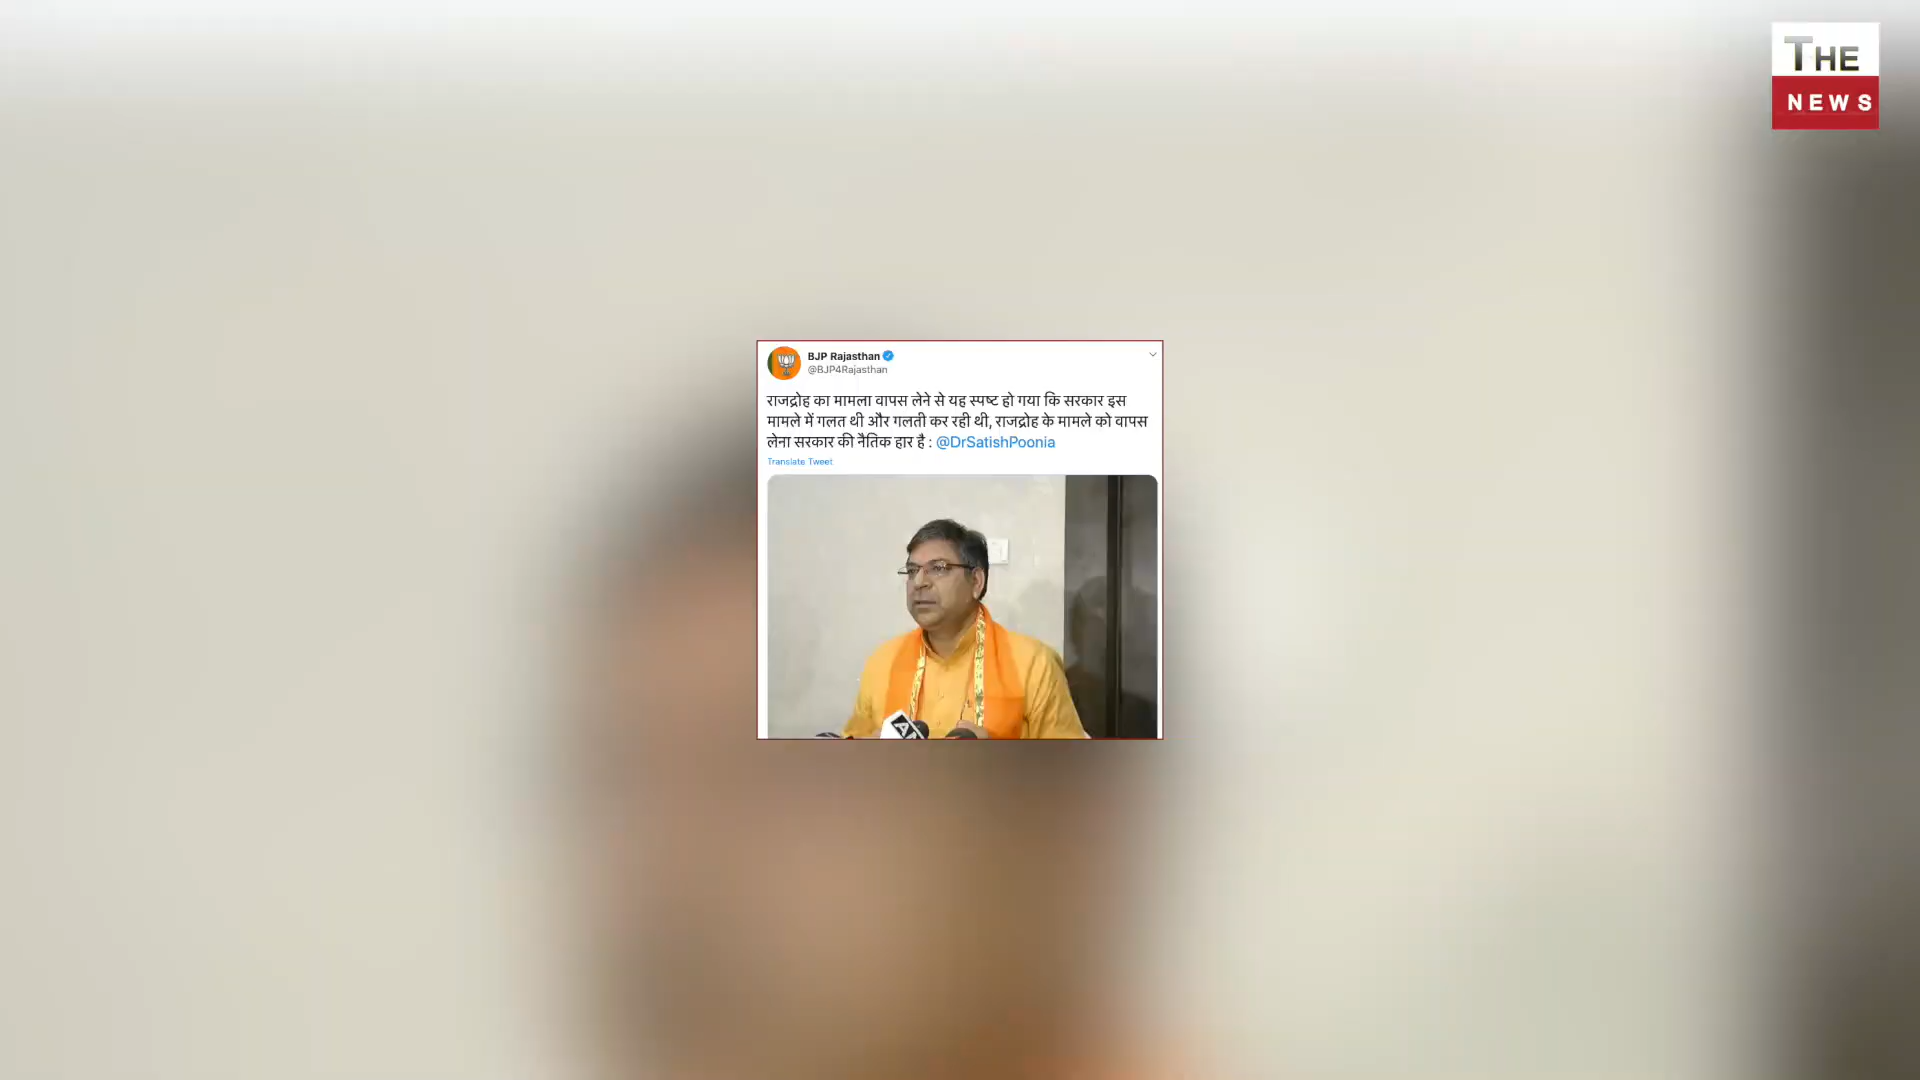 THE
NEWS
BJP Rajasthan
@BJP4Rajasthan
राजद्रोह का मामला वापस लेने से यह स्पष्ट हो गया कि सरकार इस
मामले में गलत थी और गलती कर रही थी, राजद्रोह के मामले को वापस
लेना सरकार की नैतिक हार है : @DrSatishPoonia
Translate Tweet